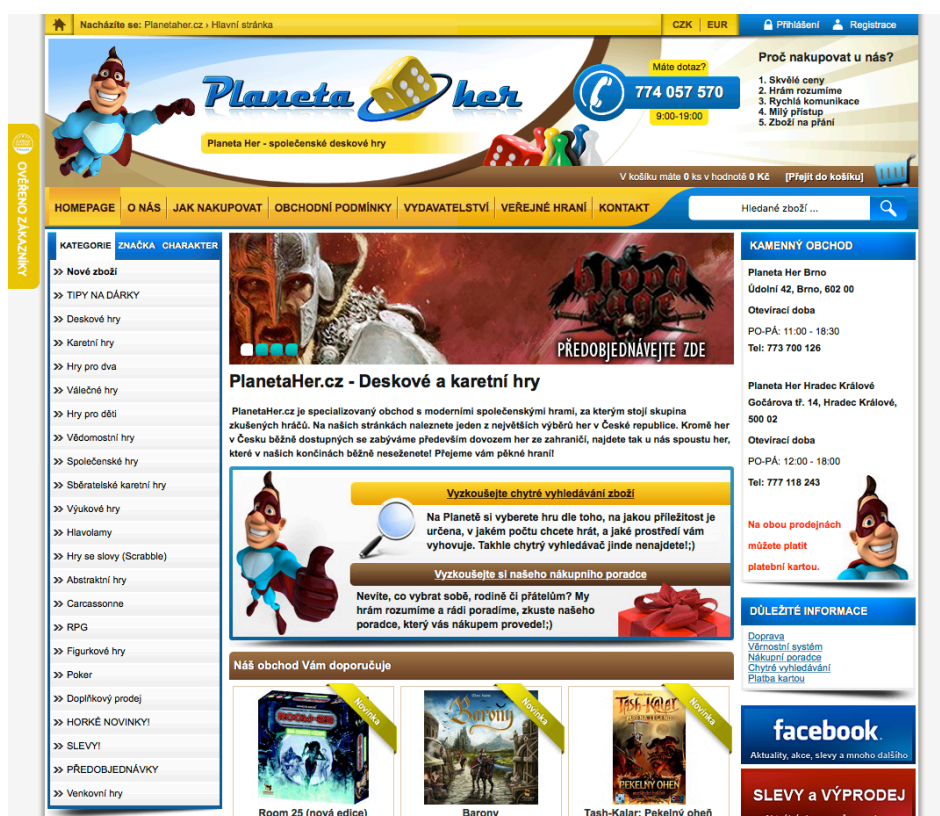 Nacházíte se: Planetaher.cz › Hlavní stránka
CZK
EUR
Přihlášení
Registrace
Planeta her
Planeta Her - společenské deskové hry
Máte dotaz?
774 057 570
9:00-19:00
Proč nakupovat u nás?
1. Skvělé ceny
2. Hrám rozumíme
3. Rychlá komunikace
4. Milý přístup
5. Zboží na přání
V košíku máte 0 ks v hodnotě 0 Kč [Přejít do košíku]
OVĚŘENO ZÁKAZNÍKY
HOMEPAGE
O NÁS
JAK NAKUPOVAT
OBCHODNÍ PODMÍNKY
VYDAVATELSTVÍ
VEŘEJNÉ HRANÍ
KONTAKT
Hledané zboží ...
KATEGORIE
ZNAČKA
CHARAKTER
Nové zboží
TIPY NA DÁRKY
Deskové hry
Karetní hry
Hry pro dva
Válečné hry
Hry pro děti
Vědomostní hry
Společenské hry
Sběratelské karetní hry
Výukové hry
Hlavolamy
Hry se slovy (Scrabble)
Abstraktní hry
Carcassonne
RPG
Figurkové hry
Poker
Doplňkový prodej
HORKÉ NOVINKY!
SLEVY!
PŘEDOBJEDNÁVKY
Venkovní hry
blood
rage
PŘEDOBJEDNÁVEJTE ZDE
PlanetaHer.cz - Deskové a karetní hry
PlanetaHer.cz je specializovaný obchod s moderními společenskými hrami, za kterým stojí skupina
zkušených hráčů. Na našich stránkách naleznete jeden z největších výběrů her v České republice. Kromě her
v Česku běžně dostupných se zabýváme především dovozem her ze zahraničí, najdete tak u nás spoustu her,
které v našich končinách běžně neseženete! Přejeme vám pěkné hraní!
Vyzkoušejte chytré vyhledávání zboží
Na Planetě si vyberete hru dle toho, na jakou příležitost je
určena, v jakém počtu chcete hrát, a jaké prostředí vám
vyhovuje. Takhle chytrý vyhledávač jinde nenajdete!;)
Vyzkoušejte si našeho nákupního poradce
Nevíte, co vybrat sobě, rodině či přátelům? My
hrám rozumíme a rádi poradíme, zkuste našeho
poradce, který vás nákupem provede!;)
Náš obchod Vám doporučuje
Novinka
ROOM-25
Room 25 (nová edice)
Novinka
Barony
Barony
Novinka
Tash-Kalar
ARENA LEGEND
PEKELNÝ OHEŇ
Tash-Kalar: Pekelný oheň
KAMENNÝ OBCHOD
Planeta Her Brno
Údolní 42, Brno, 602 00
Otevírací doba
PO-PÁ: 11:00 - 18:30
Tel: 773 700 126
Planeta Her Hradec Králové
Gočárova tř. 14, Hradec Králové,
500 02
Otevírací doba
PO-PÁ: 12:00 - 18:00
Tel: 777 118 243
Na obou prodejnách
můžete platit
platební kartou.
DŮLEŽITÉ INFORMACE
Doprava
Věrnostní systém
Nákupní poradce
Chytré vyhledávání
Platba kartou
facebook
Aktuality, akce, slevy a mnoho dalšího
SLEVY a VÝPRODEJ